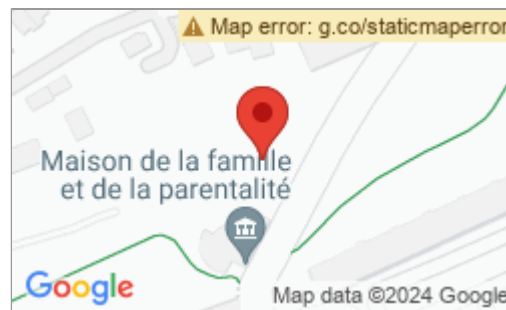 Map error: g.co/staticmaperror
Maison de la famille
et de la parentalité
Google
Map data ©2024 Google